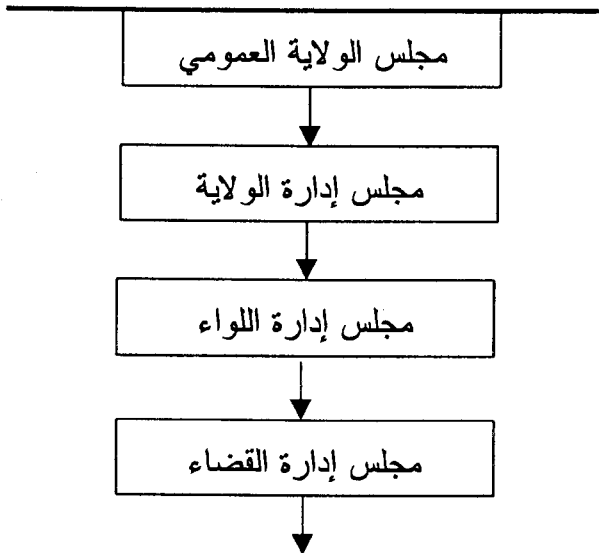 مجلس الولاية العمومي
مجلس إدارة الولاية
مجلس إدارة اللواء
مجلس إدارة القضاء